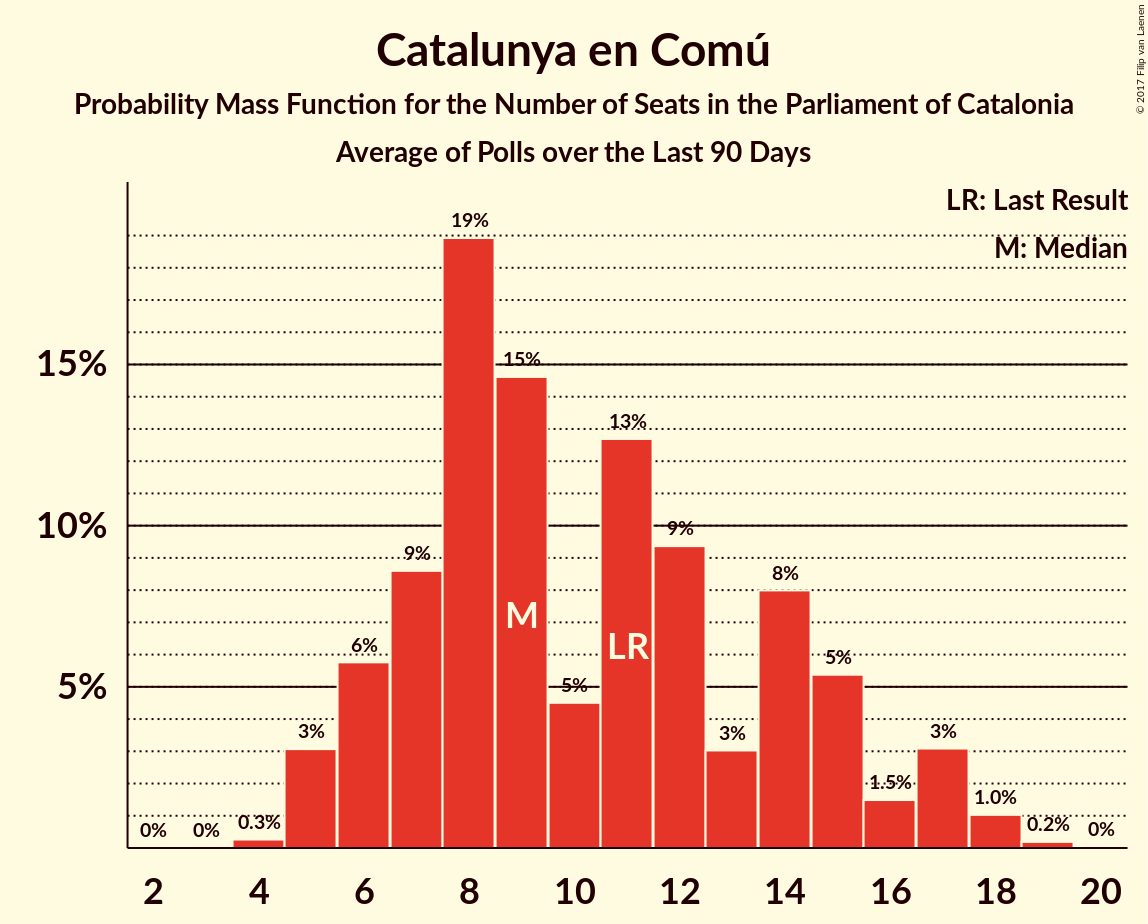 Catalunya en Comú
Probability Mass Function for the Number of Seats in the Parliament of Catalonia
Average of Polls over the Last 90 Days
© 2017 Filip van Laenen
LR: Last Result
M: Median
15%
10%
5%
0%
0%
0.3%
3%
6%
9%
19%
15%
5%
13%
9%
3%
8%
5%
1.5%
3%
1.0%
0.2%
0%
M
LR
2 4 6 8 10 12 14 16 18 20